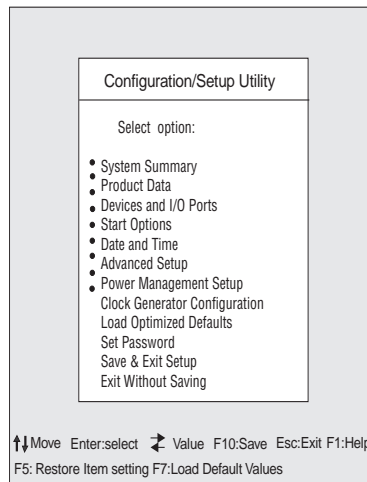 Configuration/Setup Utility
Select option:
• System Summary
• Product Data
• Devices and I/O Ports
• Start Options
• Date and Time
• Advanced Setup
• Power Management Setup
Clock Generator Configuration
Load Optimized Defaults
Set Password
Save & Exit Setup
Exit Without Saving
Move Enter:select Value F10:Save Esc:Exit F1:Help
F5: Restore Item setting F7:Load Default Values